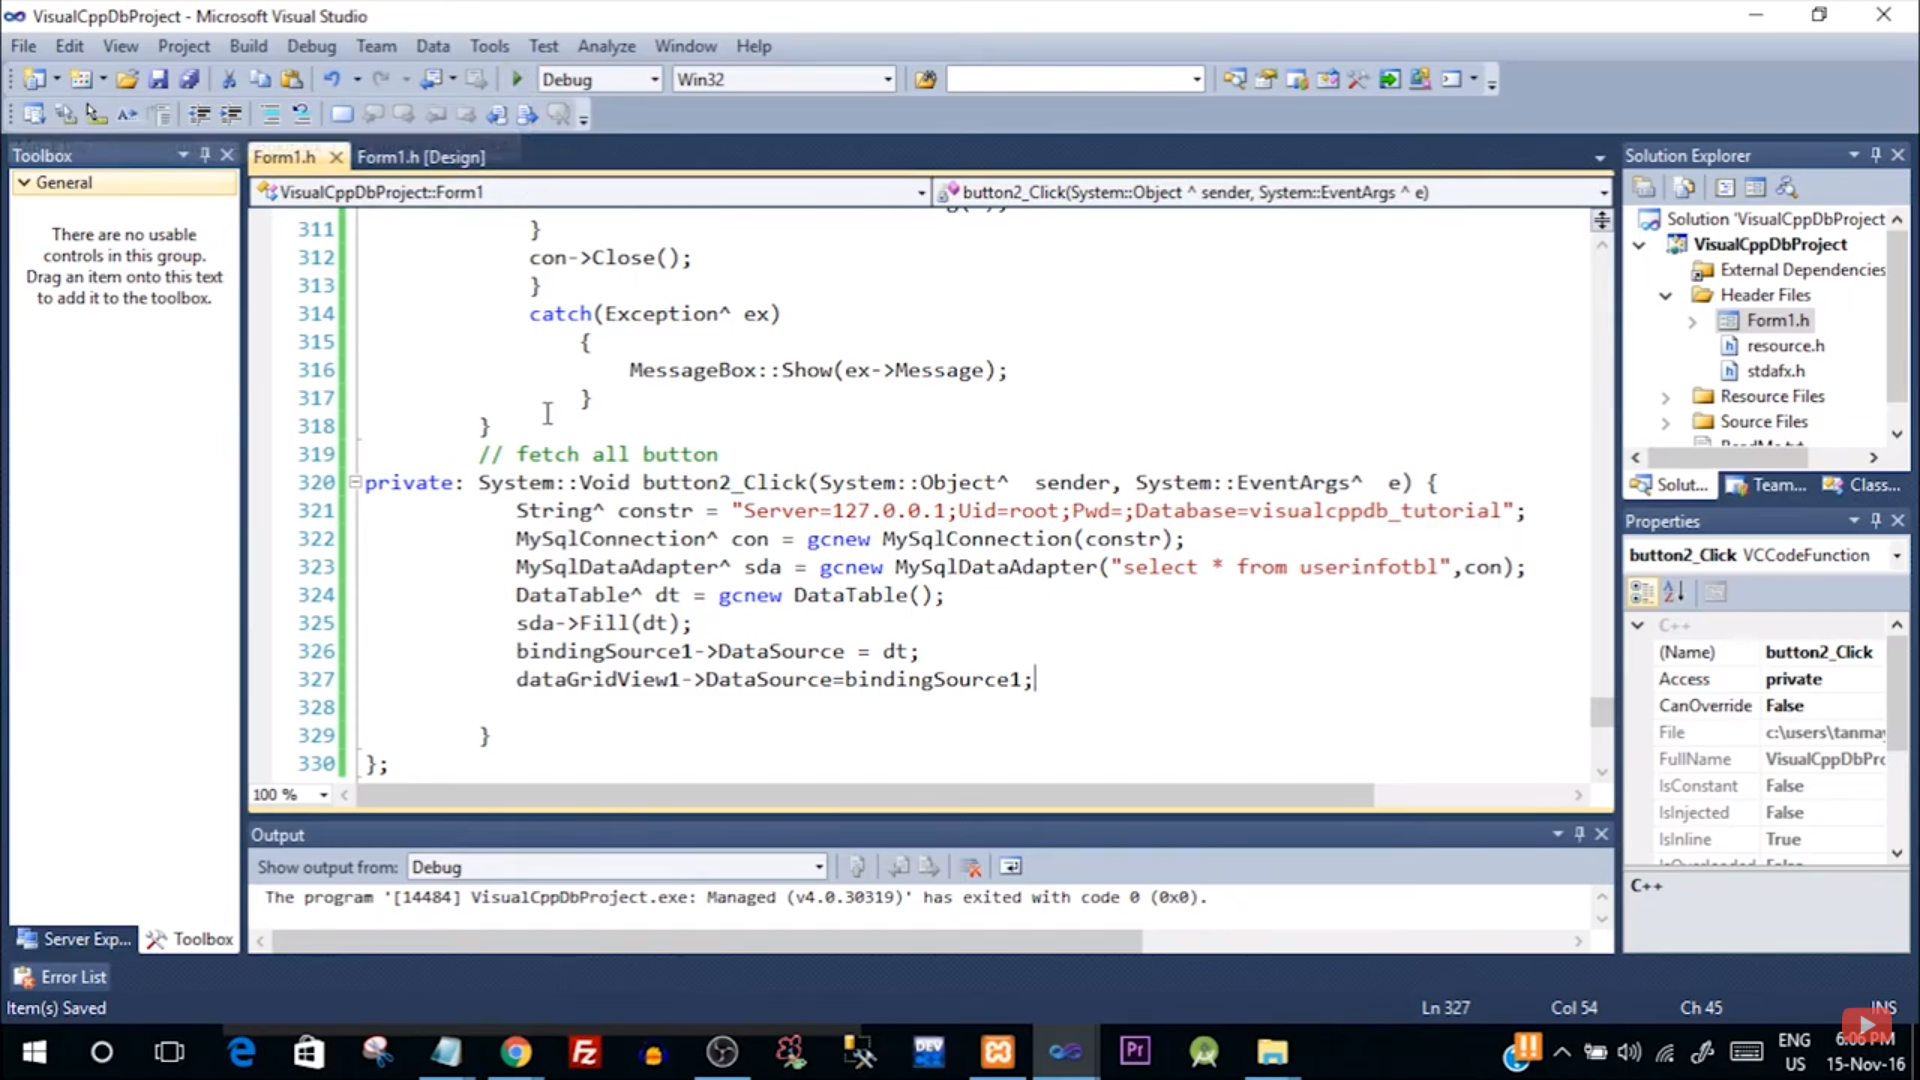 VisualCppDbProject - Microsoft Visual Studio
File Edit View Project Build Debug Team Data Tools Test Analyze Window Help
Debug Win32
Toolbox
General
There are no usable
controls in this group.
Drag an item onto this text
to add it to the toolbox.
Server Exp... Toolbox
Form1.h Form1.h [Design]
VisualCppDbProject::Form1 button2_Click(System::Object ^ sender, System::EventArgs ^ e)
311 }
312 con->Close();
313 }
314 catch(Exception^ ex)
315 {
316 MessageBox::Show(ex->Message);
317 }
318 }
319 // fetch all button
320 private: System::Void button2_Click(System::Object^  sender, System::EventArgs^  e) {
321 String^ constr = "Server=127.0.0.1;Uid=root;Pwd=;Database=visualcppdb_tutorial";
322 MySqlConnection^ con = gcnew MySqlConnection(constr);
323 MySqlDataAdapter^ sda = gcnew MySqlDataAdapter("select * from userinfotbl",con);
324 DataTable^ dt = gcnew DataTable();
325 sda->Fill(dt);
326 bindingSource1->DataSource = dt;
327 dataGridView1->DataSource=bindingSource1;
328
329 }
330 };
100 %
Output
Show output from: Debug
The program '[14484] VisualCppDbProject.exe: Managed (v4.0.30319)' has exited with code 0 (0x0).
Solution Explorer
Solution 'VisualCppDbProject
VisualCppDbProject
External Dependencies
Header Files
Form1.h
resource.h
stdafx.h
Resource Files
Source Files
Solut... Team... Class...
Properties
button2_Click VCCodeFunction
C++
(Name) button2_Click
Access private
CanOverride False
File c:\users\tanmay
FullName VisualCppDbPro
IsConstant False
IsInjected False
IsInline True
C++
Error List
Item(s) Saved Ln 327 Col 54 Ch 45 INS
DEV
Pr
ENG
US
6:06 PM
15-Nov-16